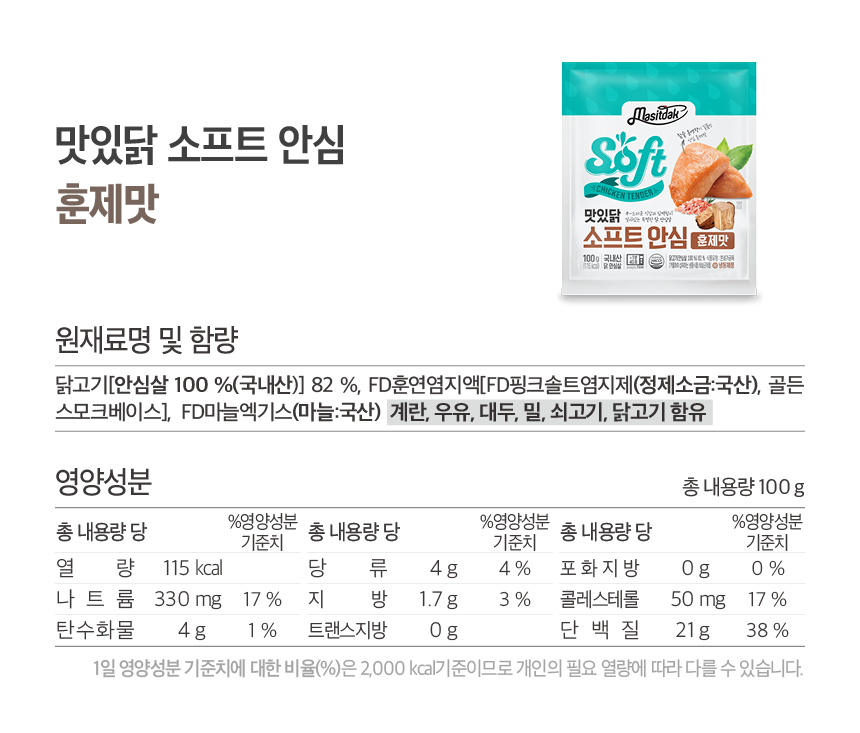 맛있닭 소프트 안심
훈제맛
Masitdak
Soft
CHICKEN TENDER
맛있닭
소프트 안심 훈제맛
100 g
국내산
닭 안심살
원재료명 및 함량
닭고기[안심살 100 %(국내산)] 82 %, FD훈연염지액[FD핑크솔트염지제(정제소금:국산), 골든
스모크베이스], FD마늘엑기스(마늘:국산) 계란, 우유, 대두, 밀, 쇠고기, 닭고기 함유
영양성분 총 내용량 100 g
총 내용량 당 %영양성분 기준치 총 내용량 당 %영양성분 기준치 총 내용량 당 %영양성분 기준치
열 량 115 kcal 당 류 4 g 4 % 포화지방 0 g 0 %
나트륨 330 mg 17 % 지 방 1.7 g 3 % 콜레스테롤 50 mg 17 %
탄수화물 4 g 1 % 트랜스지방 0 g 단백질 21 g 38 %
1일 영양성분 기준치에 대한 비율(%)은 2,000 kcal기준이므로 개인의 필요 열량에 따라 다를 수 있습니다.